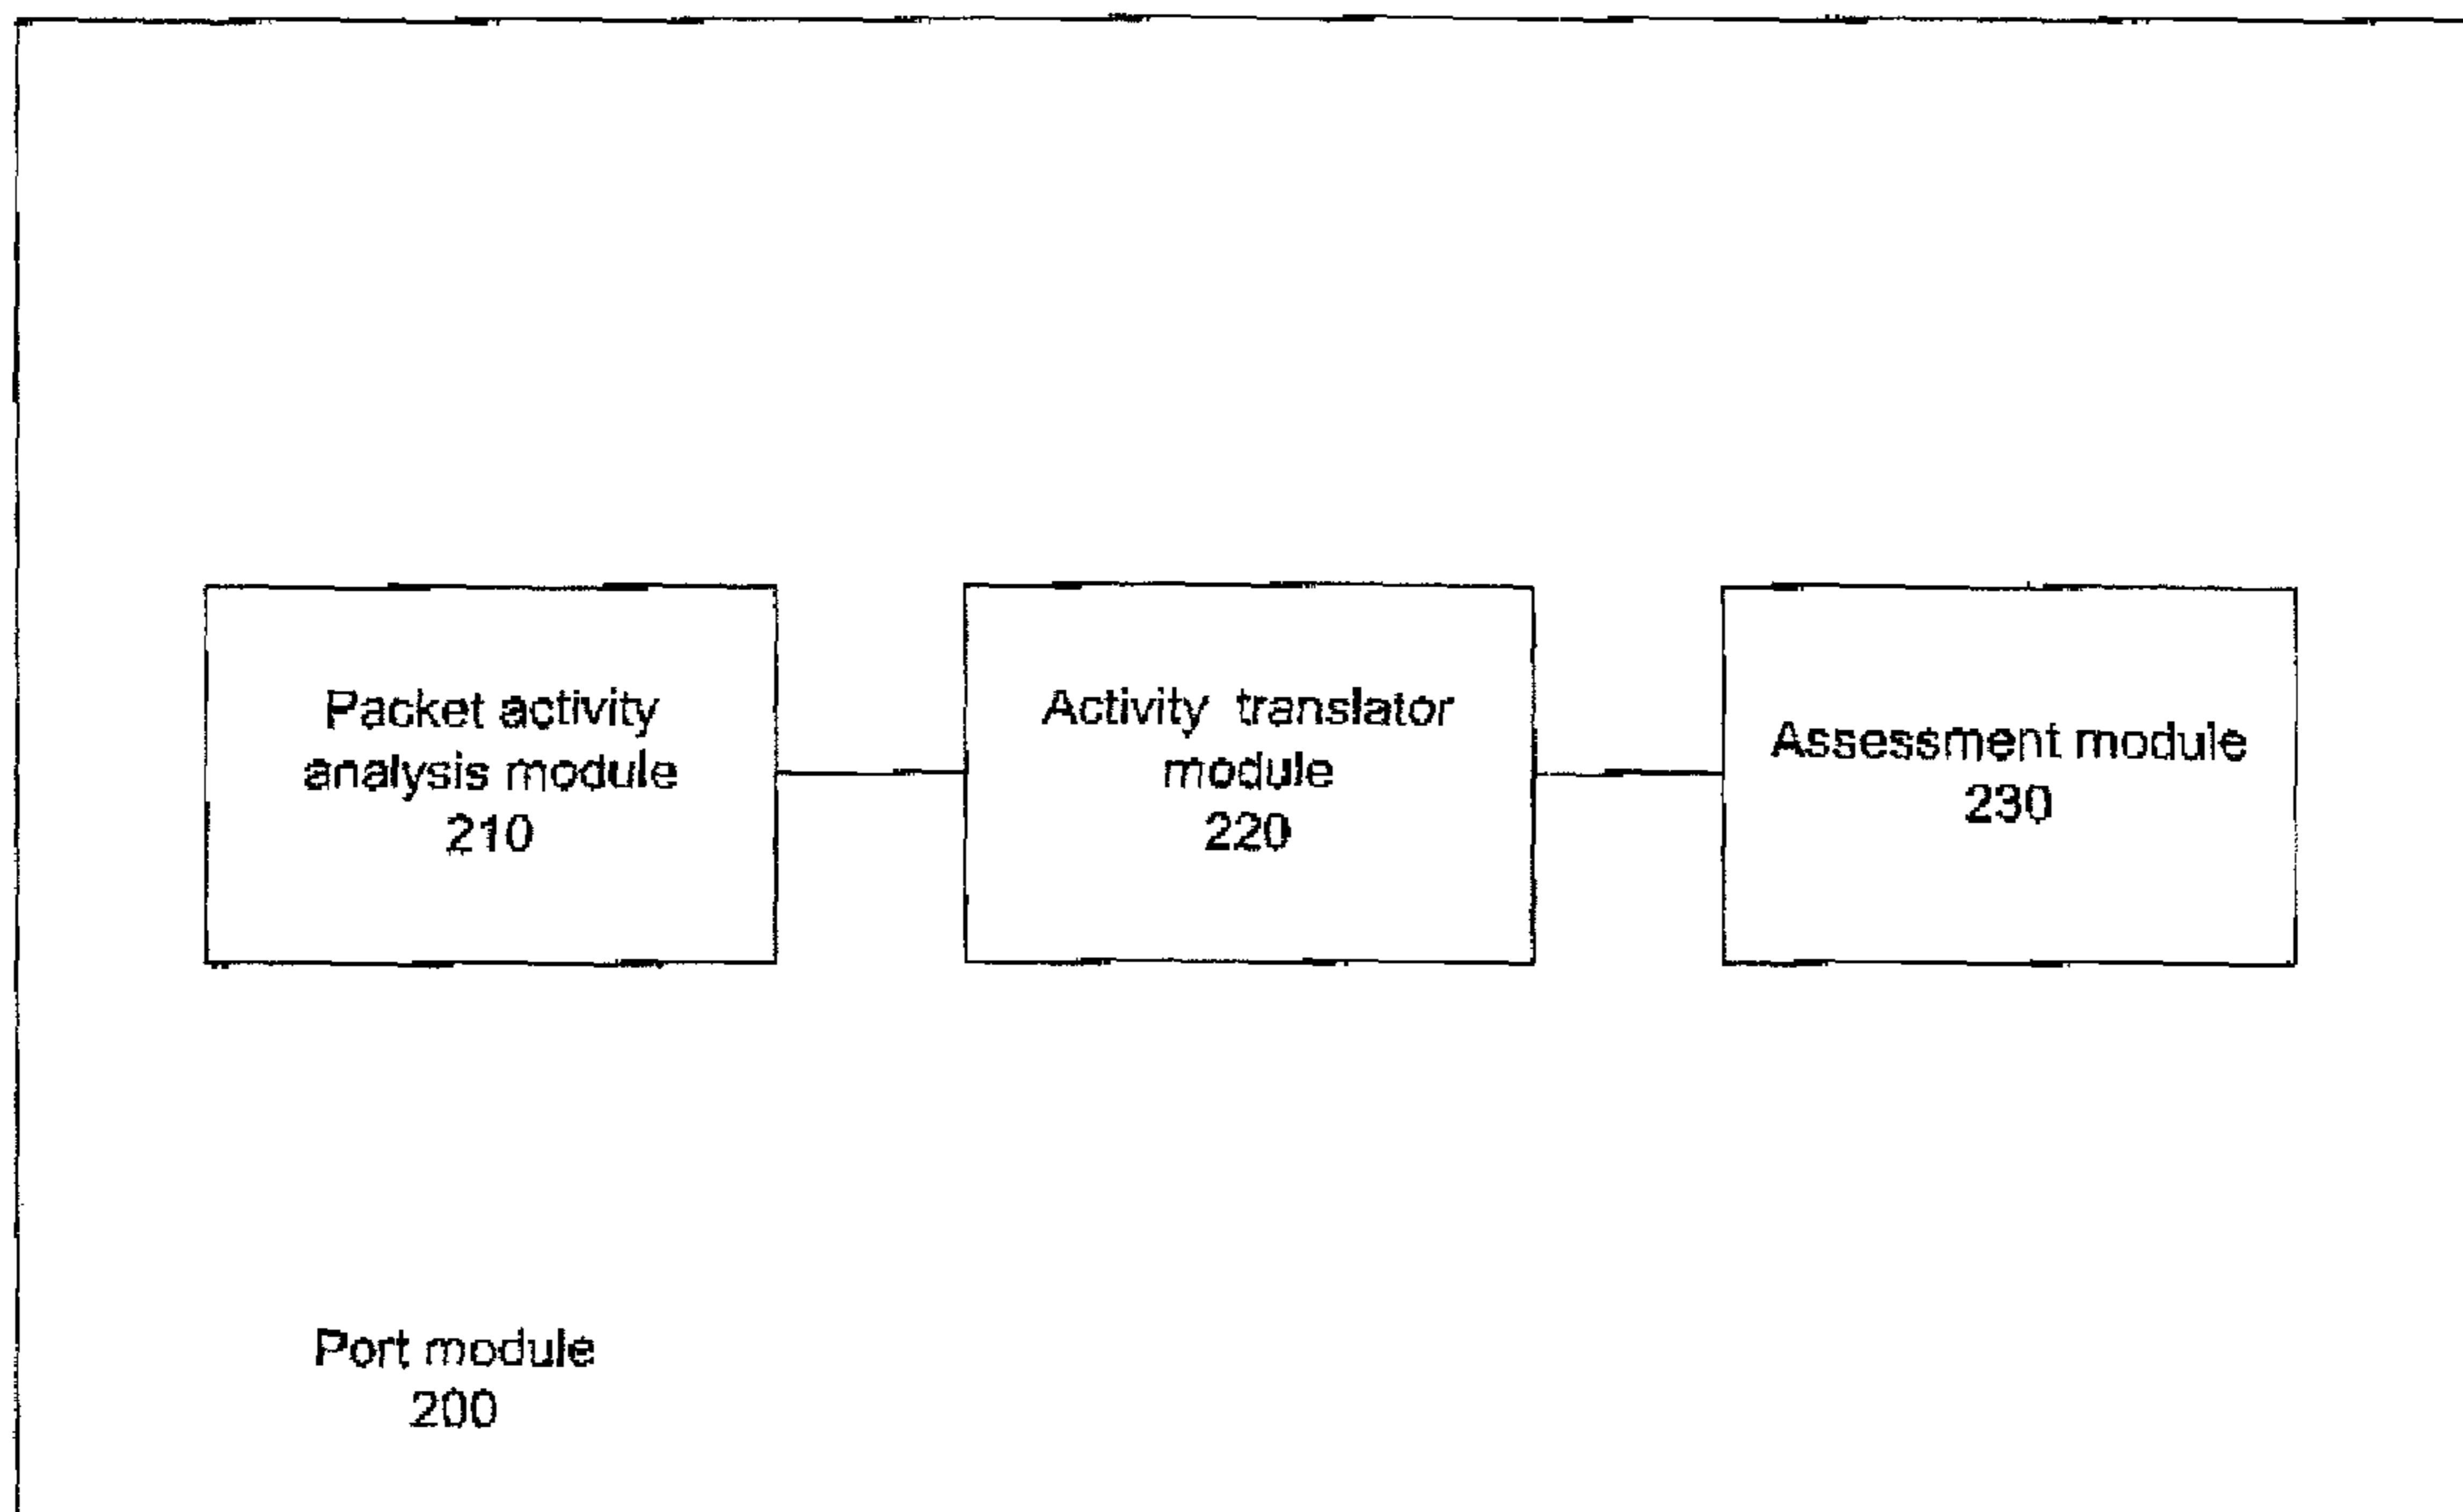 Packet activity
analysis module
210
Activity translator
module
220
Assessment module
230
Port module
200